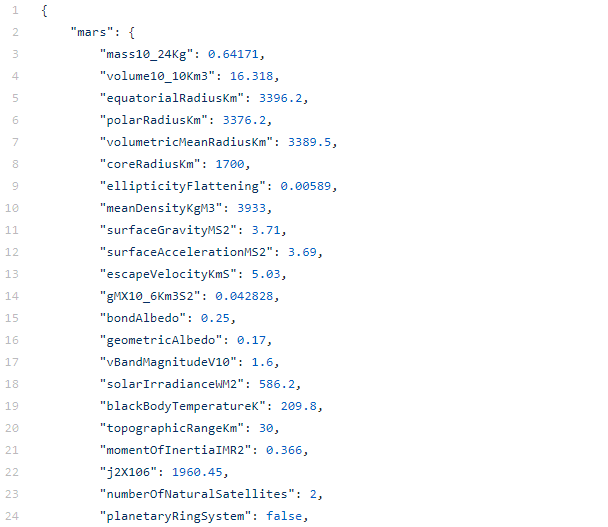 1 {
2 "mars": {
3 "mass10_24Kg": 0.64171,
4 "volume10_10Km3": 16.318,
5 "equatorialRadiusKm": 3396.2,
6 "polarRadiusKm": 3376.2,
7 "volumetricMeanRadiusKm": 3389.5,
8 "coreRadiusKm": 1700,
9 "ellipticityFlattening": 0.00589,
10 "meanDensityKgM3": 3933,
11 "surfaceGravityMS2": 3.71,
12 "surfaceAccelerationMS2": 3.69,
13 "escapeVelocityKmS": 5.03,
14 "gMX10_6Km3S2": 0.042828,
15 "bondAlbedo": 0.25,
16 "geometricAlbedo": 0.17,
17 "vBandMagnitudeV10": 1.6,
18 "solarIrradianceWM2": 586.2,
19 "blackBodyTemperatureK": 209.8,
20 "topographicRangeKm": 30,
21 "momentOfInertiaIMR2": 0.366,
22 "j2X106": 1960.45,
23 "numberOfNaturalSatellites": 2,
24 "planetaryRingSystem": false,